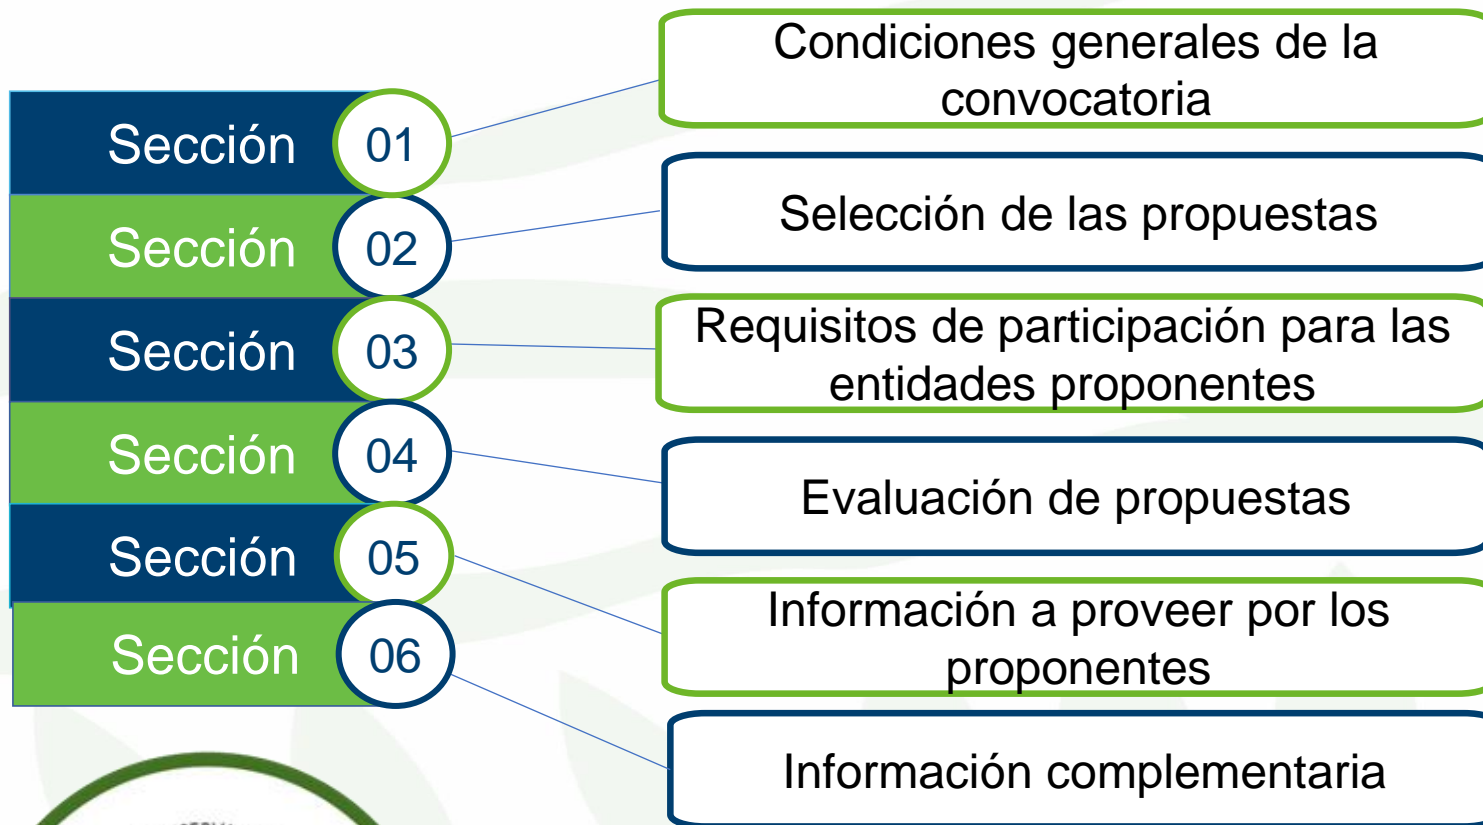 Sección 01
Condiciones generales de la
convocatoria
Sección 02
Selección de las propuestas
Sección 03
Requisitos de participación para las
entidades proponentes
Sección 04
Evaluación de propuestas
Sección 05
Información a proveer por los
proponentes
Sección 06
Información complementaria